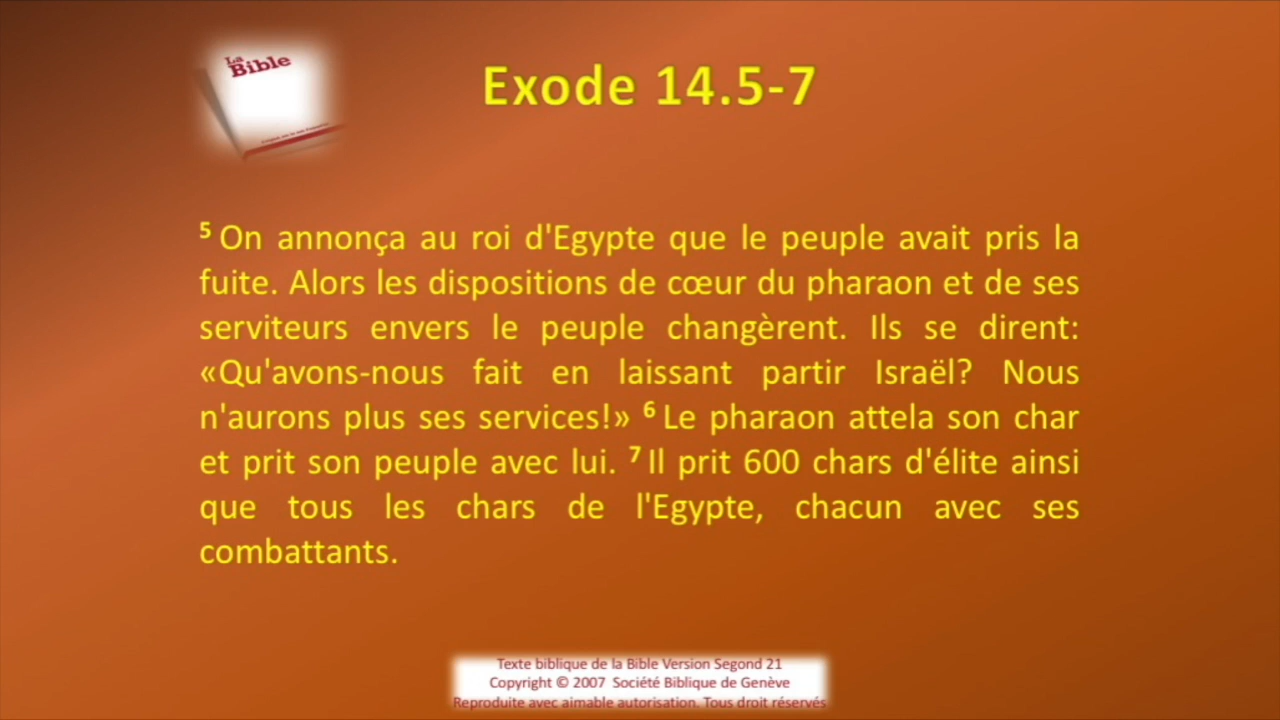 La
Bible
Exode 14.5-7
5 On annonça au roi d'Egypte que le peuple avait pris la
fuite. Alors les dispositions de cœur du pharaon et de ses
serviteurs envers le peuple changèrent. Ils se dirent:
«Qu'avons-nous fait en laissant partir Israël? Nous
n'aurons plus ses services!» 6 Le pharaon attela son char
et prit son peuple avec lui. 7 Il prit 600 chars d'élite ainsi
que tous les chars de l'Egypte, chacun avec ses
combattants.
Texte biblique de la Bible Version Segond 21
Copyright © 2007 Société Biblique de Genève
Reproduite avec aimable autorisation. Tous droit réservés